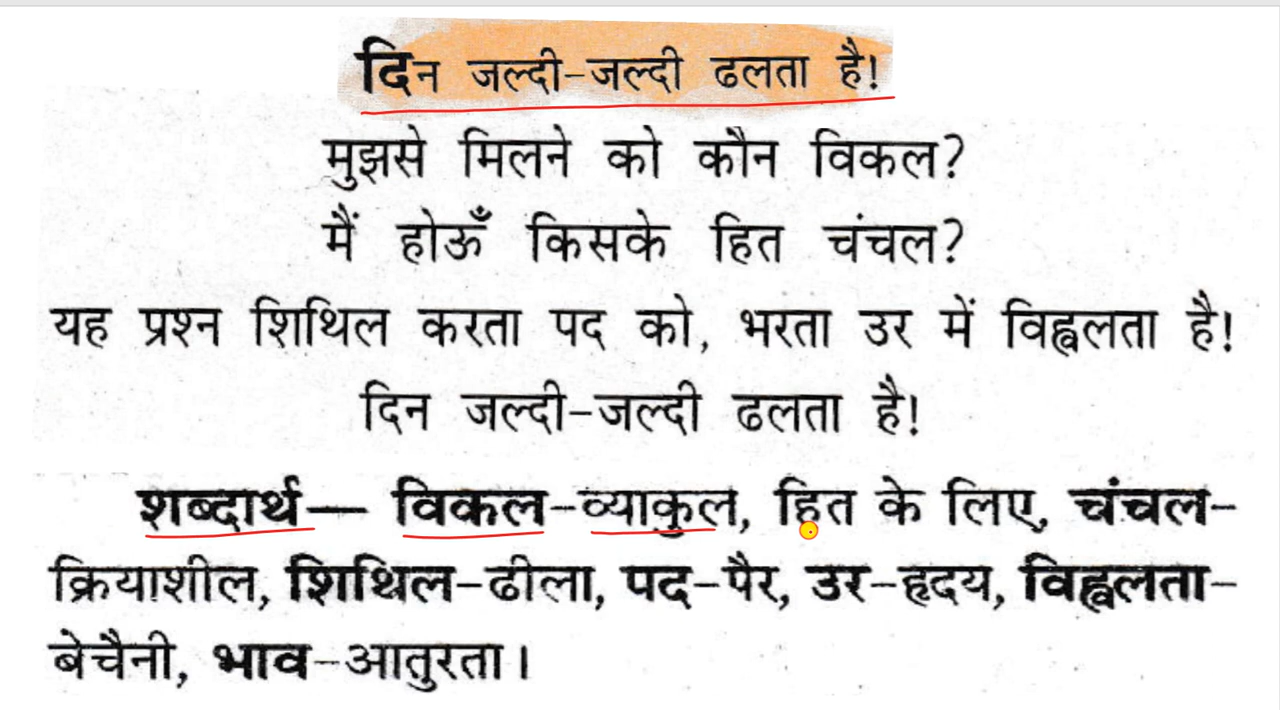 दिन जल्दी-जल्दी ढलता है!
मुझसे मिलने को कौन विकल?
मैं होऊँ किसके हित चंचल?
यह प्रश्न शिथिल करता पद को, भरता उर में विह्वलता है!
दिन जल्दी-जल्दी ढलता है!
शब्दार्थ— विकल-व्याकुल, हित के लिए, चंचल-
क्रियाशील, शिथिल-ढीला, पद-पैर, उर-हृदय, विह्वलता-
बेचैनी, भाव-आतुरता।